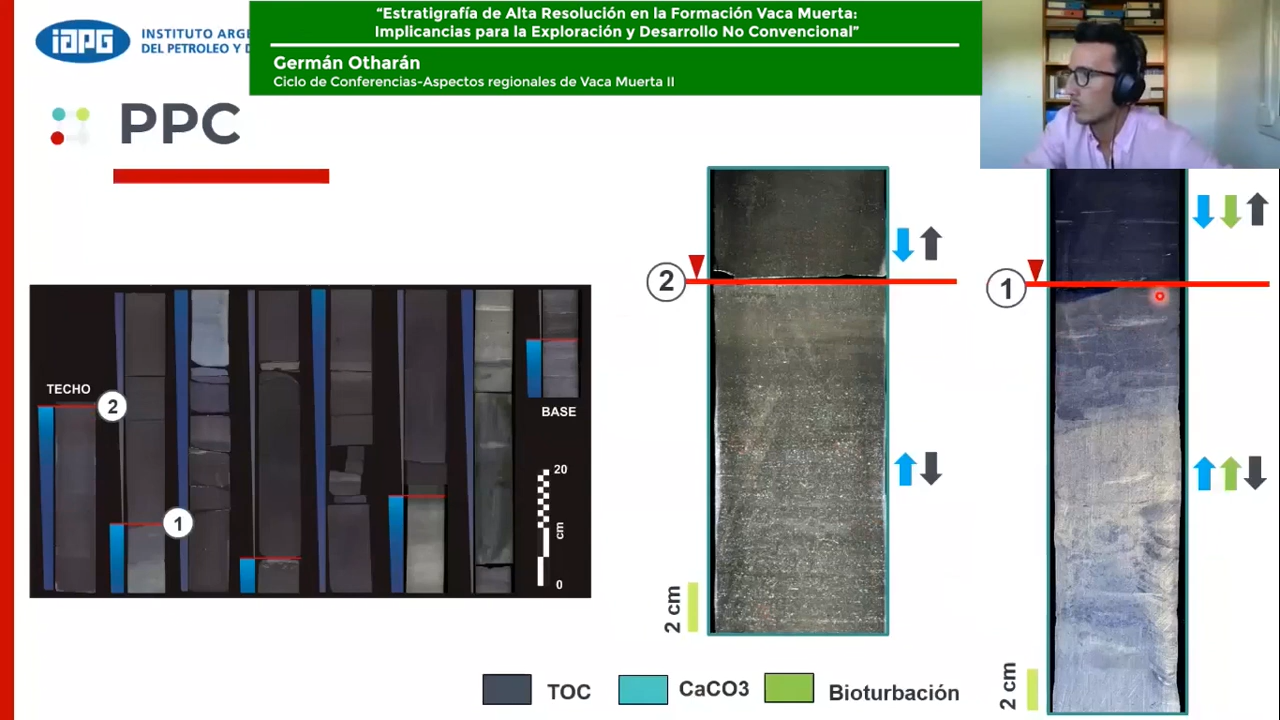 “Estratigrafía de Alta Resolución en la Formación Vaca Muerta:
Implicancias para la Exploración y Desarrollo No Convencional”
Germán Otharán
Ciclo de Conferencias-Aspectos regionales de Vaca Muerta II
iapg
INSTITUTO ARGE
DEL PETROLEO Y D
PPC
TECHO
2
1
BASE
20
cm
0
2
2 cm
1
2 cm
TOC
CaCO3
Bioturbación